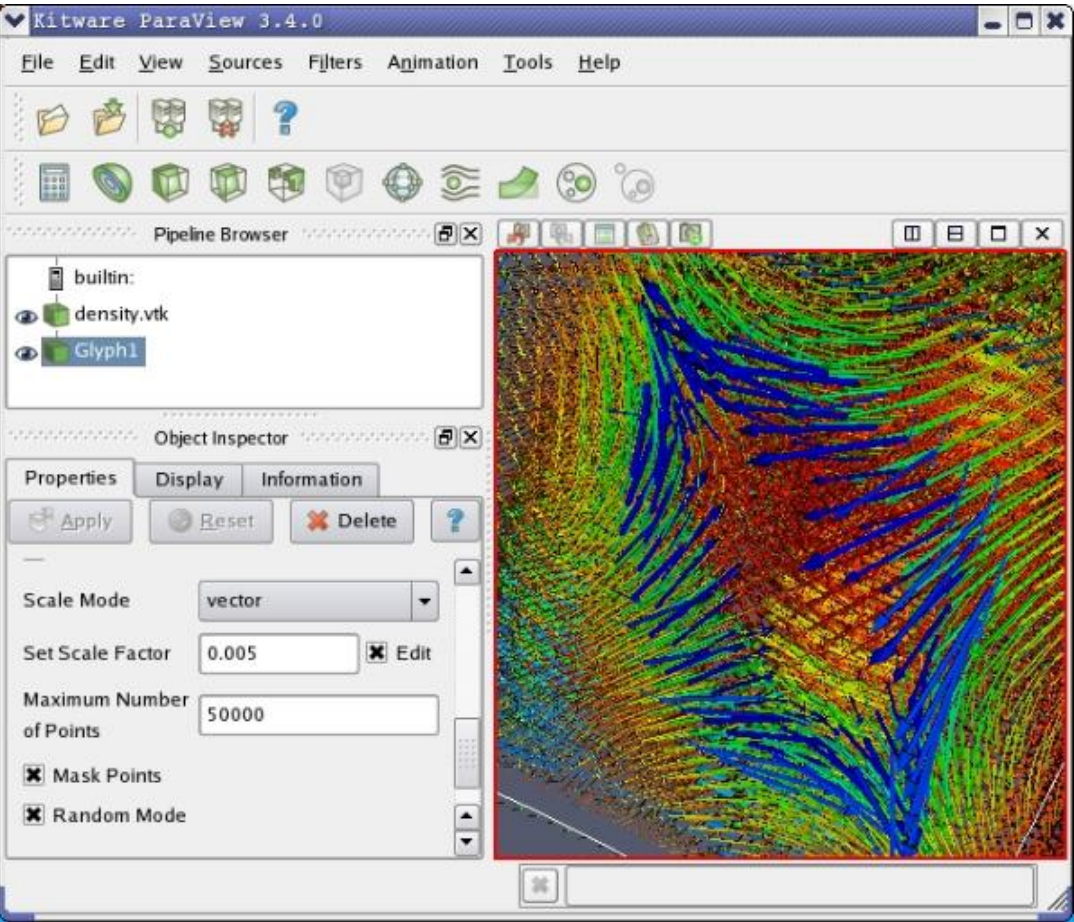 Kitware ParaView 3.4.0
File Edit View Sources Filters Animation Tools Help
Pipeline Browser
builtin:
density.vtk
Glyph1
Object Inspector
Properties Display Information
Apply Reset Delete ?
Scale Mode vector
Set Scale Factor 0.005 Edit
Maximum Number
of Points
50000
Mask Points
Random Mode